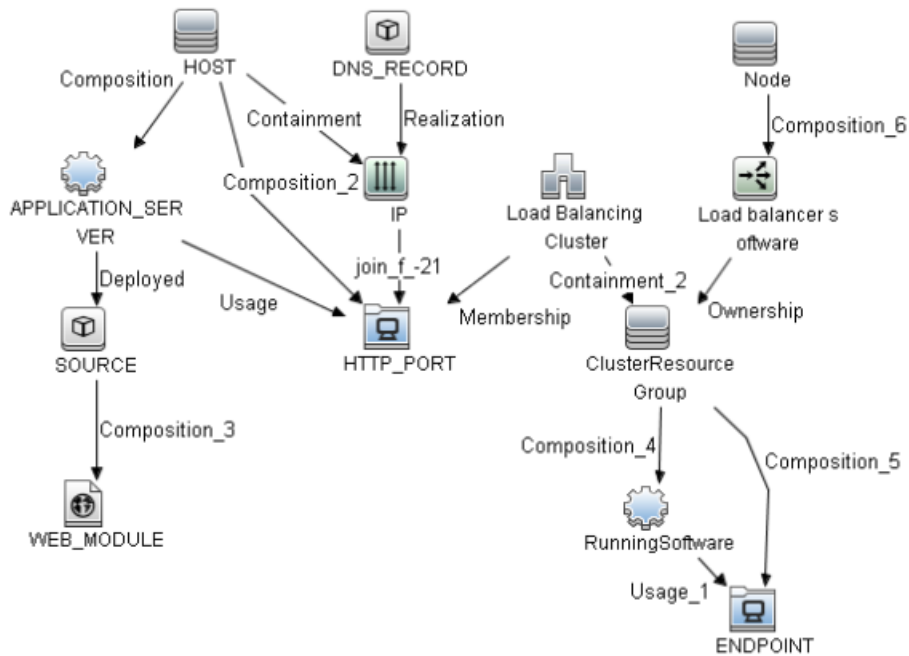 HOST
DNS_RECORD
Node
Composition
Containment
Realization
Composition_6
Composition_2
APPLICATION_SER
VER
IP
Load Balancing
Cluster
Load balancer s
oftware
Deployed
Usage
join_f_-21
Membership
Containment_2
Ownership
SOURCE
HTTP_PORT
ClusterResource
Group
Composition_3
Composition_4
Composition_5
WEB_MODULE
RunningSoftware
Usage_1
ENDPOINT